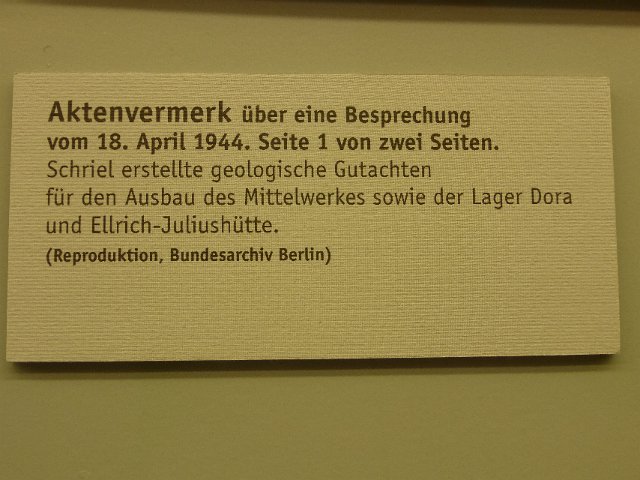 Aktenvermerk über eine Besprechung
vom 18. April 1944. Seite 1 von zwei Seiten.
Schriel erstellte geologische Gutachten
für den Ausbau des Mittelwerkes sowie der Lager Dora
und Ellrich-Juliushütte.
(Reproduktion, Bundesarchiv Berlin)